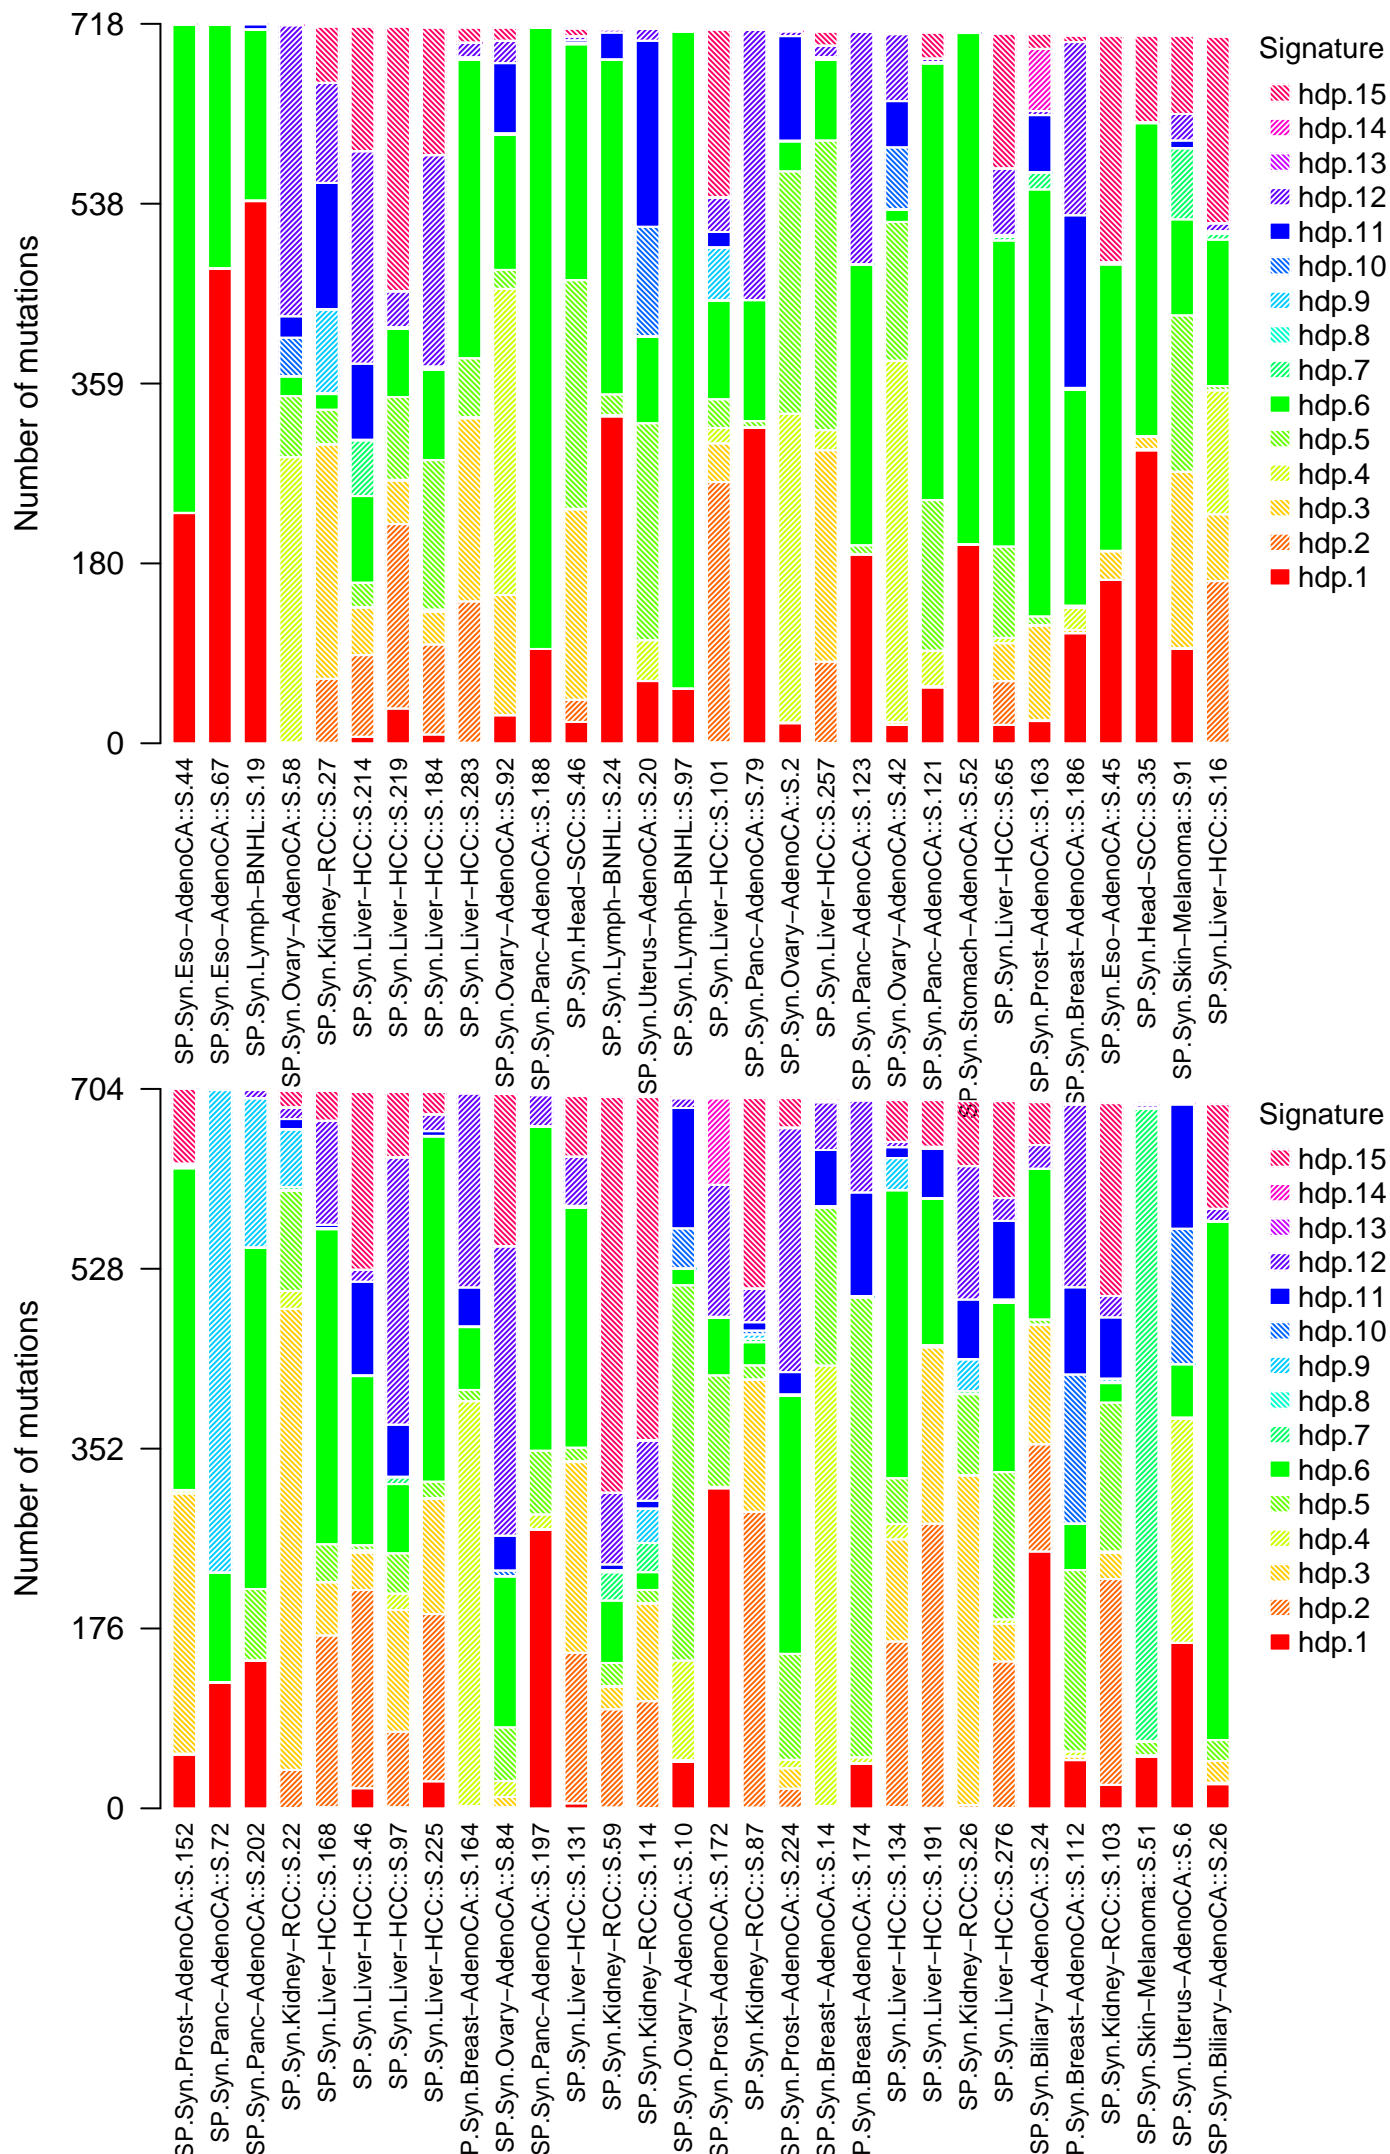 Number of mutations
718
538
359
180
0
Signature
hdp.15
hdp.14
hdp.13
hdp.12
hdp.11
hdp.10
hdp.9
hdp.8
hdp.7
hdp.6
hdp.5
hdp.4
hdp.3
hdp.2
hdp.1
SP.Syn.Eso−AdenoCA::S.44
SP.Syn.Eso−AdenoCA::S.67
SP.Syn.Lymph−BNHL::S.19
SP.Syn.Ovary−AdenoCA::S.58
SP.Syn.Kidney−RCC::S.27
SP.Syn.Liver−HCC::S.214
SP.Syn.Liver−HCC::S.219
SP.Syn.Liver−HCC::S.184
SP.Syn.Liver−HCC::S.283
SP.Syn.Ovary−AdenoCA::S.92
SP.Syn.Panc−AdenoCA::S.188
SP.Syn.Head−SCC::S.46
SP.Syn.Lymph−BNHL::S.24
SP.Syn.Uterus−AdenoCA::S.20
SP.Syn.Lymph−BNHL::S.97
SP.Syn.Liver−HCC::S.101
SP.Syn.Panc−AdenoCA::S.79
SP.Syn.Ovary−AdenoCA::S.2
SP.Syn.Liver−HCC::S.257
SP.Syn.Panc−AdenoCA::S.123
SP.Syn.Ovary−AdenoCA::S.42
SP.Syn.Panc−AdenoCA::S.121
SP.Syn.Stomach−AdenoCA::S.52
SP.Syn.Liver−HCC::S.65
SP.Syn.Prost−AdenoCA::S.163
SP.Syn.Breast−AdenoCA::S.186
SP.Syn.Eso−AdenoCA::S.45
SP.Syn.Head−SCC::S.35
SP.Syn.Skin−Melanoma::S.91
SP.Syn.Liver−HCC::S.16
Number of mutations
704
528
352
176
0
Signature
hdp.15
hdp.14
hdp.13
hdp.12
hdp.11
hdp.10
hdp.9
hdp.8
hdp.7
hdp.6
hdp.5
hdp.4
hdp.3
hdp.2
hdp.1
SP.Syn.Prost−AdenoCA::S.152
SP.Syn.Panc−AdenoCA::S.72
SP.Syn.Panc−AdenoCA::S.202
SP.Syn.Kidney−RCC::S.22
SP.Syn.Liver−HCC::S.168
SP.Syn.Liver−HCC::S.46
SP.Syn.Liver−HCC::S.97
SP.Syn.Liver−HCC::S.225
SP.Syn.Breast−AdenoCA::S.164
SP.Syn.Ovary−AdenoCA::S.84
SP.Syn.Panc−AdenoCA::S.197
SP.Syn.Liver−HCC::S.131
SP.Syn.Kidney−RCC::S.59
SP.Syn.Kidney−RCC::S.114
SP.Syn.Ovary−AdenoCA::S.10
SP.Syn.Prost−AdenoCA::S.172
SP.Syn.Kidney−RCC::S.87
SP.Syn.Prost−AdenoCA::S.224
SP.Syn.Breast−AdenoCA::S.14
SP.Syn.Breast−AdenoCA::S.174
SP.Syn.Liver−HCC::S.134
SP.Syn.Liver−HCC::S.191
SP.Syn.Kidney−RCC::S.26
SP.Syn.Liver−HCC::S.276
SP.Syn.Biliary−AdenoCA::S.24
SP.Syn.Breast−AdenoCA::S.112
SP.Syn.Kidney−RCC::S.103
SP.Syn.Skin−Melanoma::S.51
SP.Syn.Uterus−AdenoCA::S.6
SP.Syn.Biliary−AdenoCA::S.26